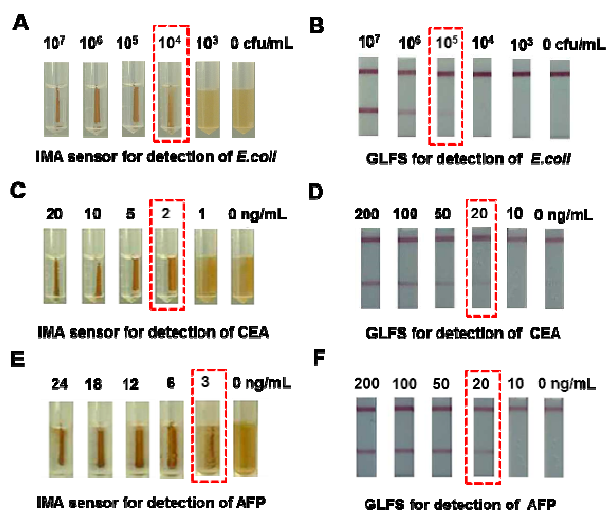 A
10⁷ 10⁶ 10⁵ 10⁴ 10³ 0 cfu/mL
IMA sensor for detection of E.coli
B
10⁷ 10⁶ 10⁵ 10⁴ 10³ 0 cfu/mL
GLFS for detection of E.coli
C
20 10 5 2 1 0 ng/mL
IMA sensor for detection of CEA
D
200 100 50 20 10 0 ng/mL
GLFS for detection of CEA
E
24 18 12 6 3 0 ng/mL
IMA sensor for detection of AFP
F
200 100 50 20 10 0 ng/mL
GLFS for detection of AFP